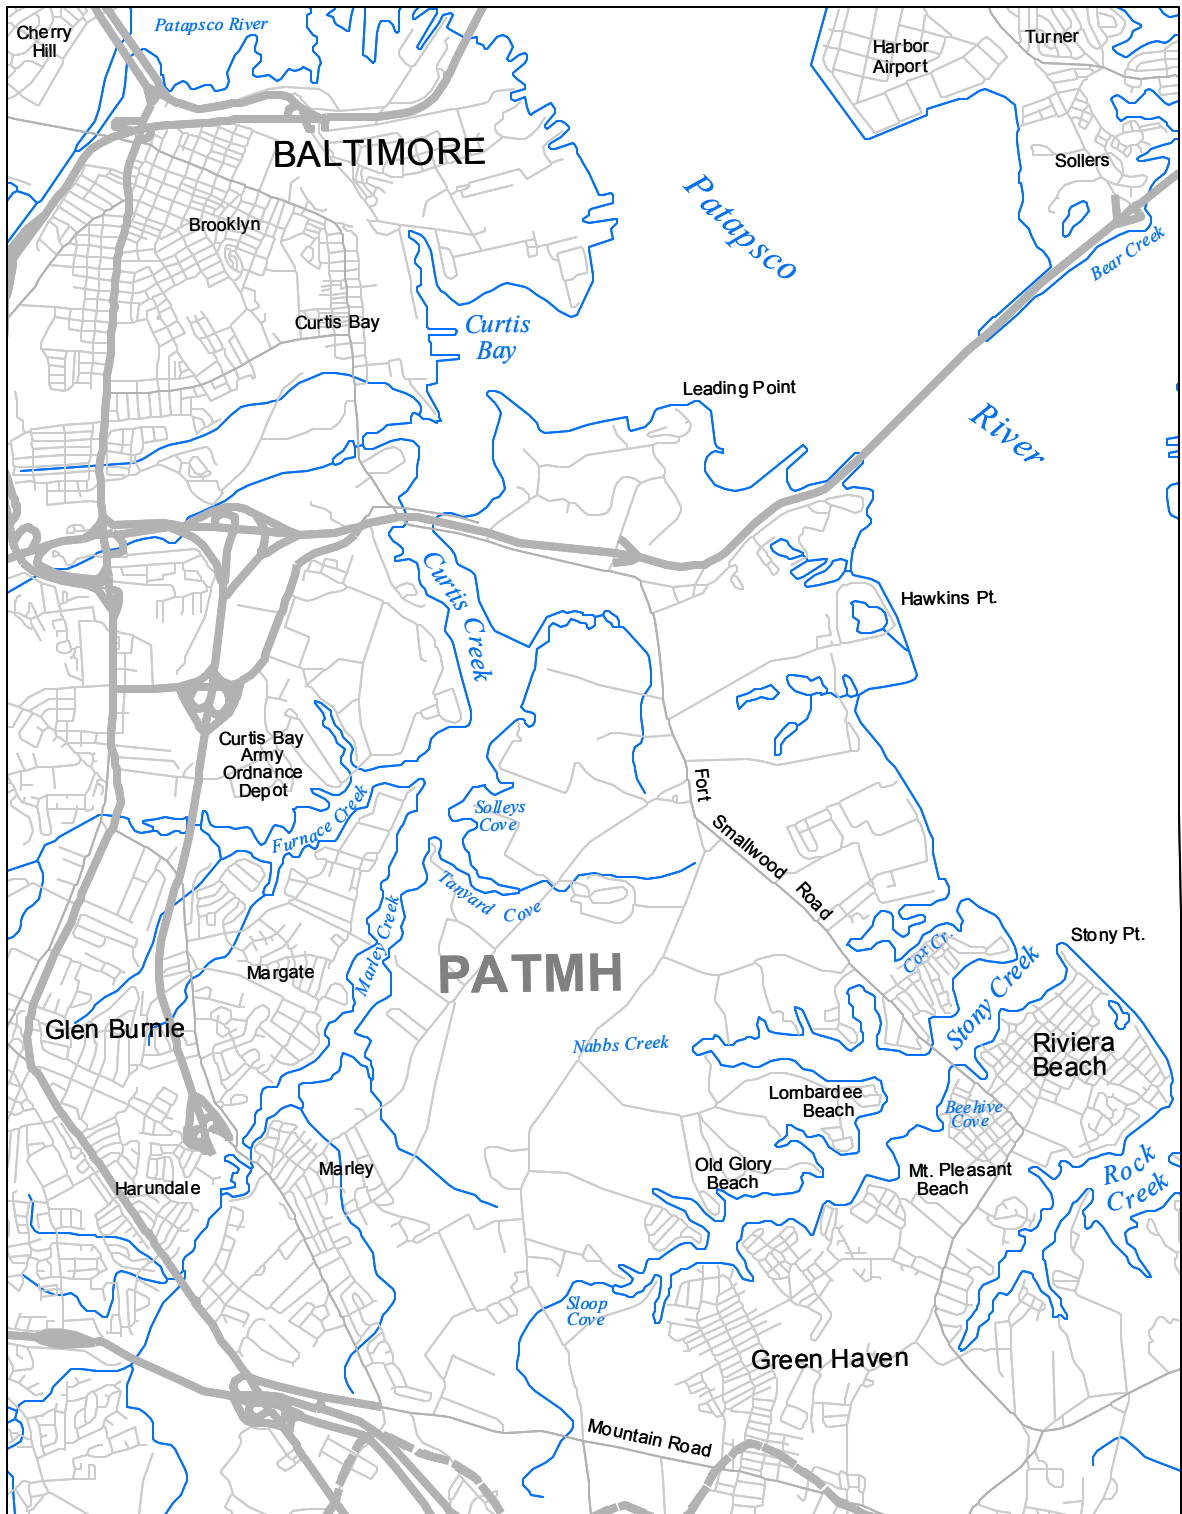 Patapsco River
Cherry
Hill
Harbor
Airport
Turner
BALTIMORE
Sollers
Patapsco
Brooklyn
Bear Creek
Curtis Bay
Curtis
Bay
Leading Point
River
Curtis Creek
Hawkins Pt.
Curtis Bay
Army
Ordnance
Depot
Fort Smallwood Road
Solleys
Cove
Furnace Creek
Tanyard Cove
Marley Creek
Cox Cr.
Stony Pt.
Margate
PATMH
Stony Creek
Glen Burnie
Nabbs Creek
Riviera
Beach
Lombardee
Beach
Beehive
Cove
Old Glory
Beach
Mt. Pleasant
Beach
Rock
Creek
Marley
Harundale
Sloop
Cove
Green Haven
Mountain Road